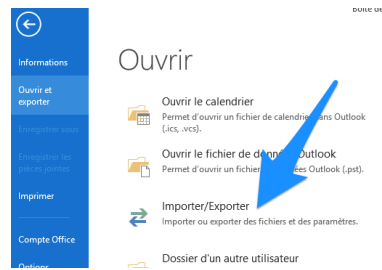 Boîte de
Informations
Ouvrir et
exporter
Enregistrer sous
Enregistrer les
pièces jointes
Imprimer
Compte Office
Options
Ouvrir
Ouvrir le calendrier
Permet d'ouvrir un fichier de calendrier dans Outlook
(.ics, .vcs).
Ouvrir le fichier de données Outlook
Permet d'ouvrir un fichier données Outlook (.pst).
Importer/Exporter
Importer ou exporter des fichiers et des paramètres.
Dossier d'un autre utilisateur